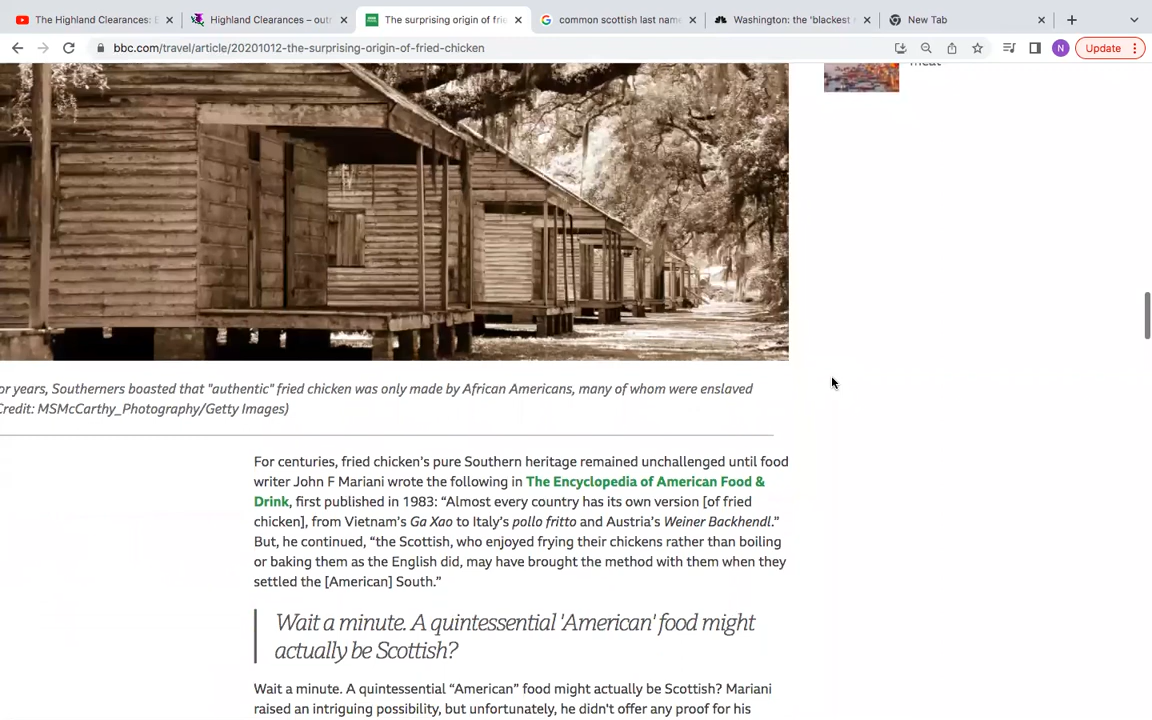 The Highland Clearances: E
Highland Clearances – outr
The surprising origin of frie
common scottish last name
Washington: the 'blackest n
New Tab
bbc.com/travel/article/20201012-the-surprising-origin-of-fried-chicken
N
Update
meat
or years, Southerners boasted that "authentic" fried chicken was only made by African Americans, many of whom were enslaved
Credit: MSMcCarthy_Photography/Getty Images)
For centuries, fried chicken's pure Southern heritage remained unchallenged until food
writer John F Mariani wrote the following in The Encyclopedia of American Food &
Drink, first published in 1983: “Almost every country has its own version [of fried
chicken], from Vietnam's Ga Xao to Italy's pollo fritto and Austria's Weiner Backhendl.”
But, he continued, “the Scottish, who enjoyed frying their chickens rather than boiling
or baking them as the English did, may have brought the method with them when they
settled the [American] South.”
Wait a minute. A quintessential 'American' food might
actually be Scottish?
Wait a minute. A quintessential “American” food might actually be Scottish? Mariani
raised an intriguing possibility, but unfortunately, he didn't offer any proof for his